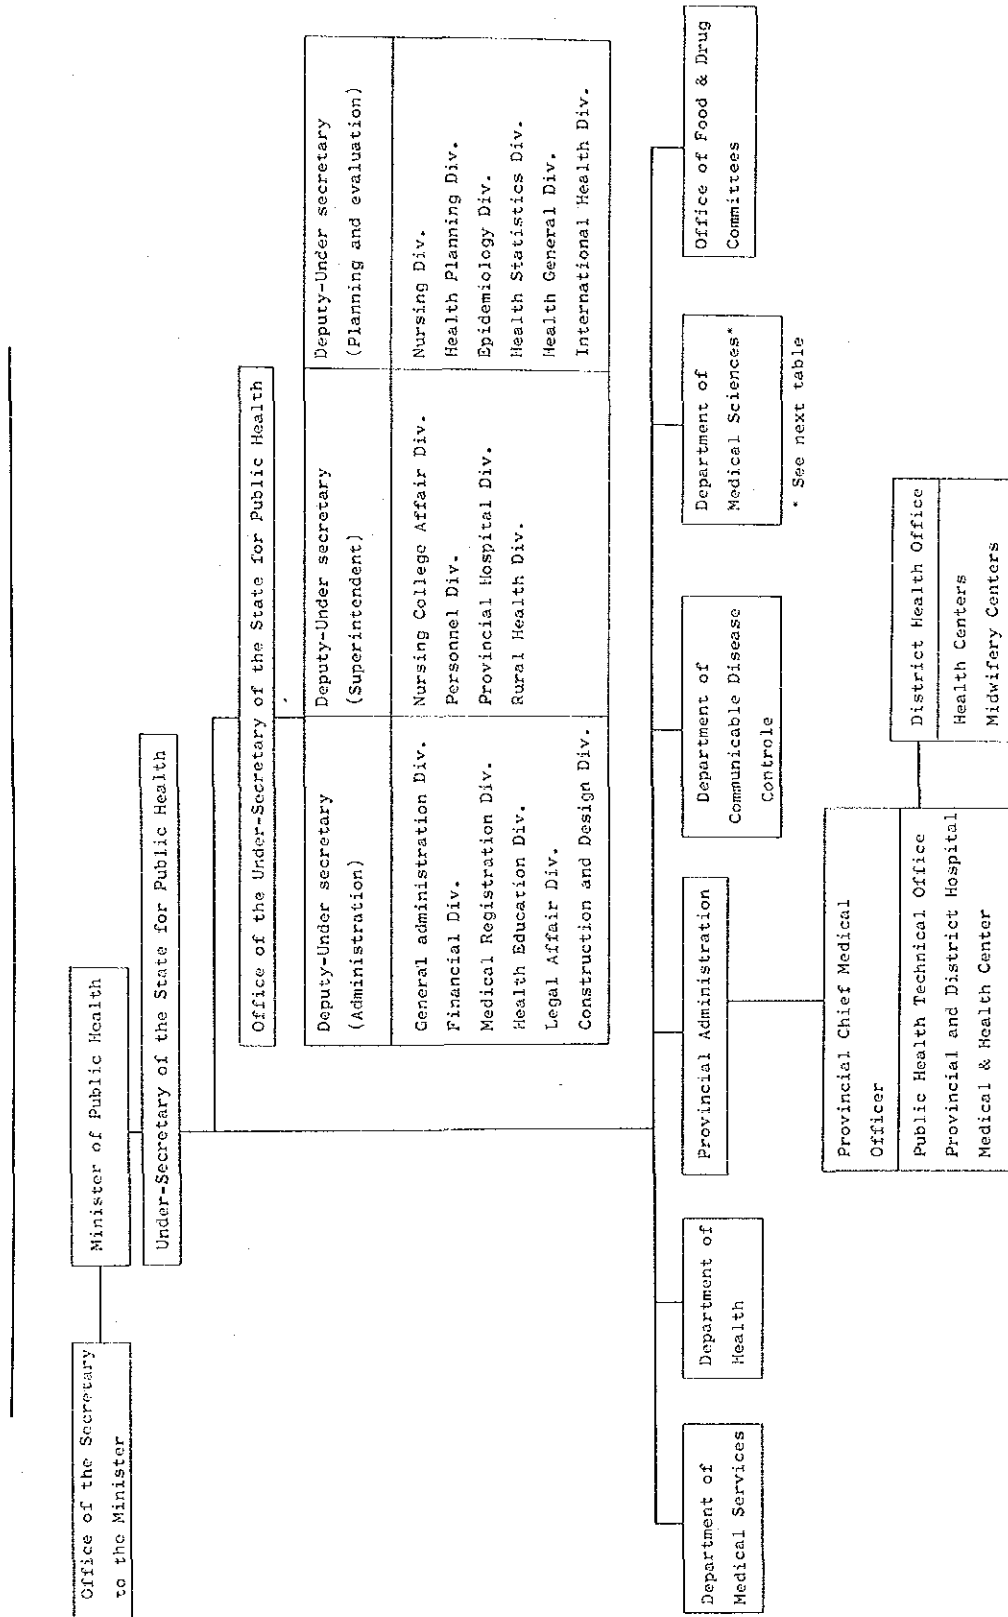 Office of the Secretary
to the Minister
Minister of Public Health
Under-Secretary of the State for Public Health
Office of the Under-Secretary of the State for Public Health
Deputy-Under secretary
(Administration)
General administration Div.
Financial Div.
Medical Registration Div.
Health Education Div.
Legal Affair Div.
Construction and Design Div.
Deputy-Under secretary
(Superintendent)
Nursing College Affair Div.
Personnel Div.
Provincial Hospital Div.
Rural Health Div.
Deputy-Under secretary
(Planning and evaluation)
Nursing Div.
Health Planning Div.
Epidemiology Div.
Health Statistics Div.
Health General Div.
International Health Div.
Department of
Medical Services
Department of
Health
Provincial Administration
Department of
Communicable Disease
Controle
Department of
Medical Sciences*
Office of Food & Drug
Committees
* See next table
Provincial Chief Medical
Officer
Public Health Technical Office
Provincial and District Hospital
Medical & Health Center
District Health Office
Health Centers
Midwifery Centers